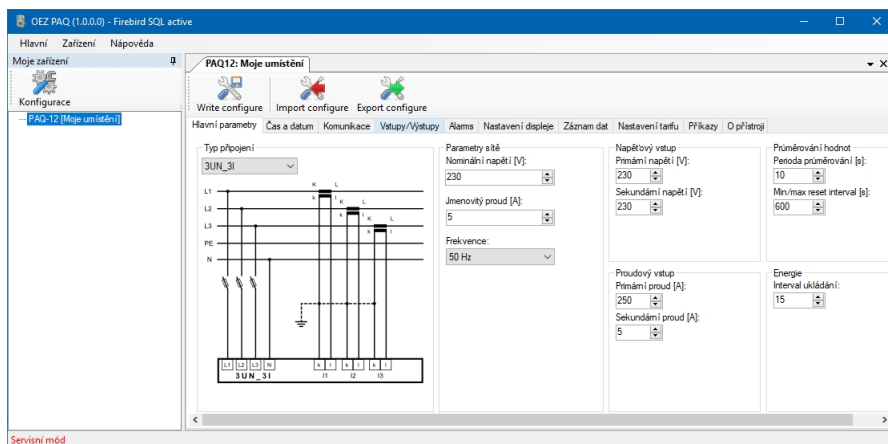 OEZ PAQ (1.0.0.0) - Firebird SQL active
Hlavní Zařízení Nápověda
Moje zařízení
Konfigurace
PAQ-12 [Moje umístění]
PAQ12: Moje umístění
Write configure Import configure Export configure
Hlavní parametry Čas a datum Komunikace Vstupy/Výstupy Alarms Nastavení displeje Záznam dat Nastavení tarifu Příkazy O přístroji
Typ připojení
3UN_3I
L1
L2
L3
PE
N
K L
k l
K L
k l
K L
k l
L1 L2 L3 N k l k l k l
3UN_3I I1 I2 I3
Parametry sítě
Nominální napětí [V]:
230
Jmenovitý proud [A]:
5
Frekvence:
50 Hz
Napěťový vstup
Primární napětí [V]:
230
Sekundární napětí [V]:
230
Proudový vstup
Primární proud [A]:
250
Sekundární proud [A]:
5
Průměrování hodnot
Perioda průměrování [s]:
10
Min/max reset interval [s]:
600
Energie
Interval ukládání:
15
Servisní mód